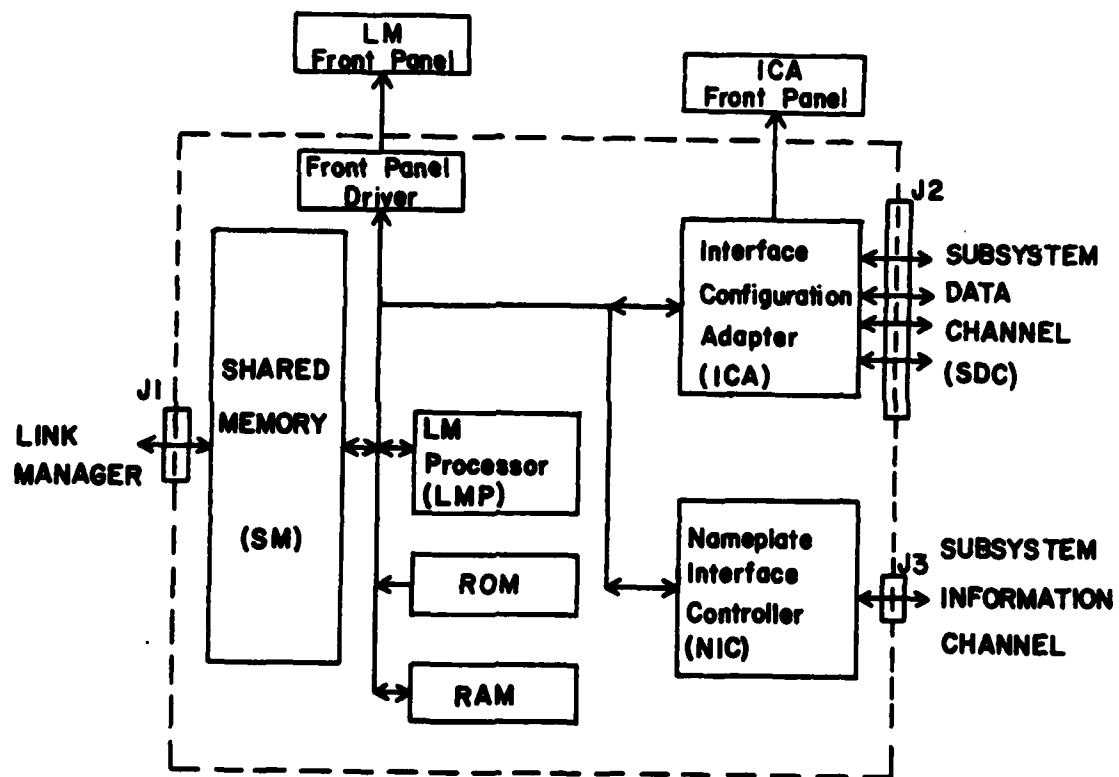 LM
Front Panel
ICA
Front Panel
Front Panel
Driver
J2
Interface
Configuration
Adapter
(ICA)
SUBSYSTEM
DATA
CHANNEL
(SDC)
SHARED
MEMORY
(SM)
J1
LINK
MANAGER
LM
Processor
(LMP)
ROM
RAM
Nameplate
Interface
Controller
(NIC)
J3
SUBSYSTEM
INFORMATION
CHANNEL